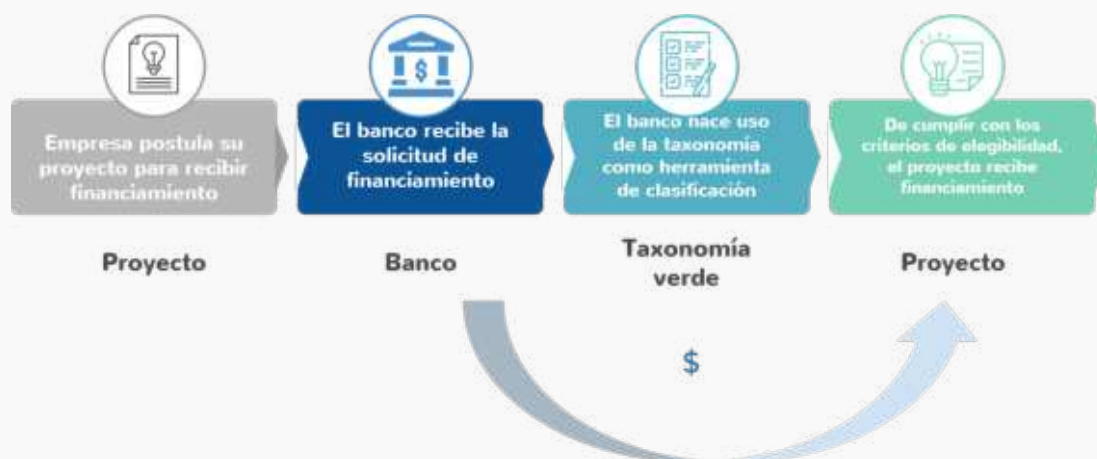 Empresa postula su
proyecto para recibir
financiamiento
El banco recibe la
solicitud de
financiamiento
El banco hace uso
de la taxonomía
como herramienta
de clasificación
De cumplir con los
criterios de elegibilidad,
el proyecto recibe
financiamiento
Proyecto
Banco
Taxonomía
verde
Proyecto
$